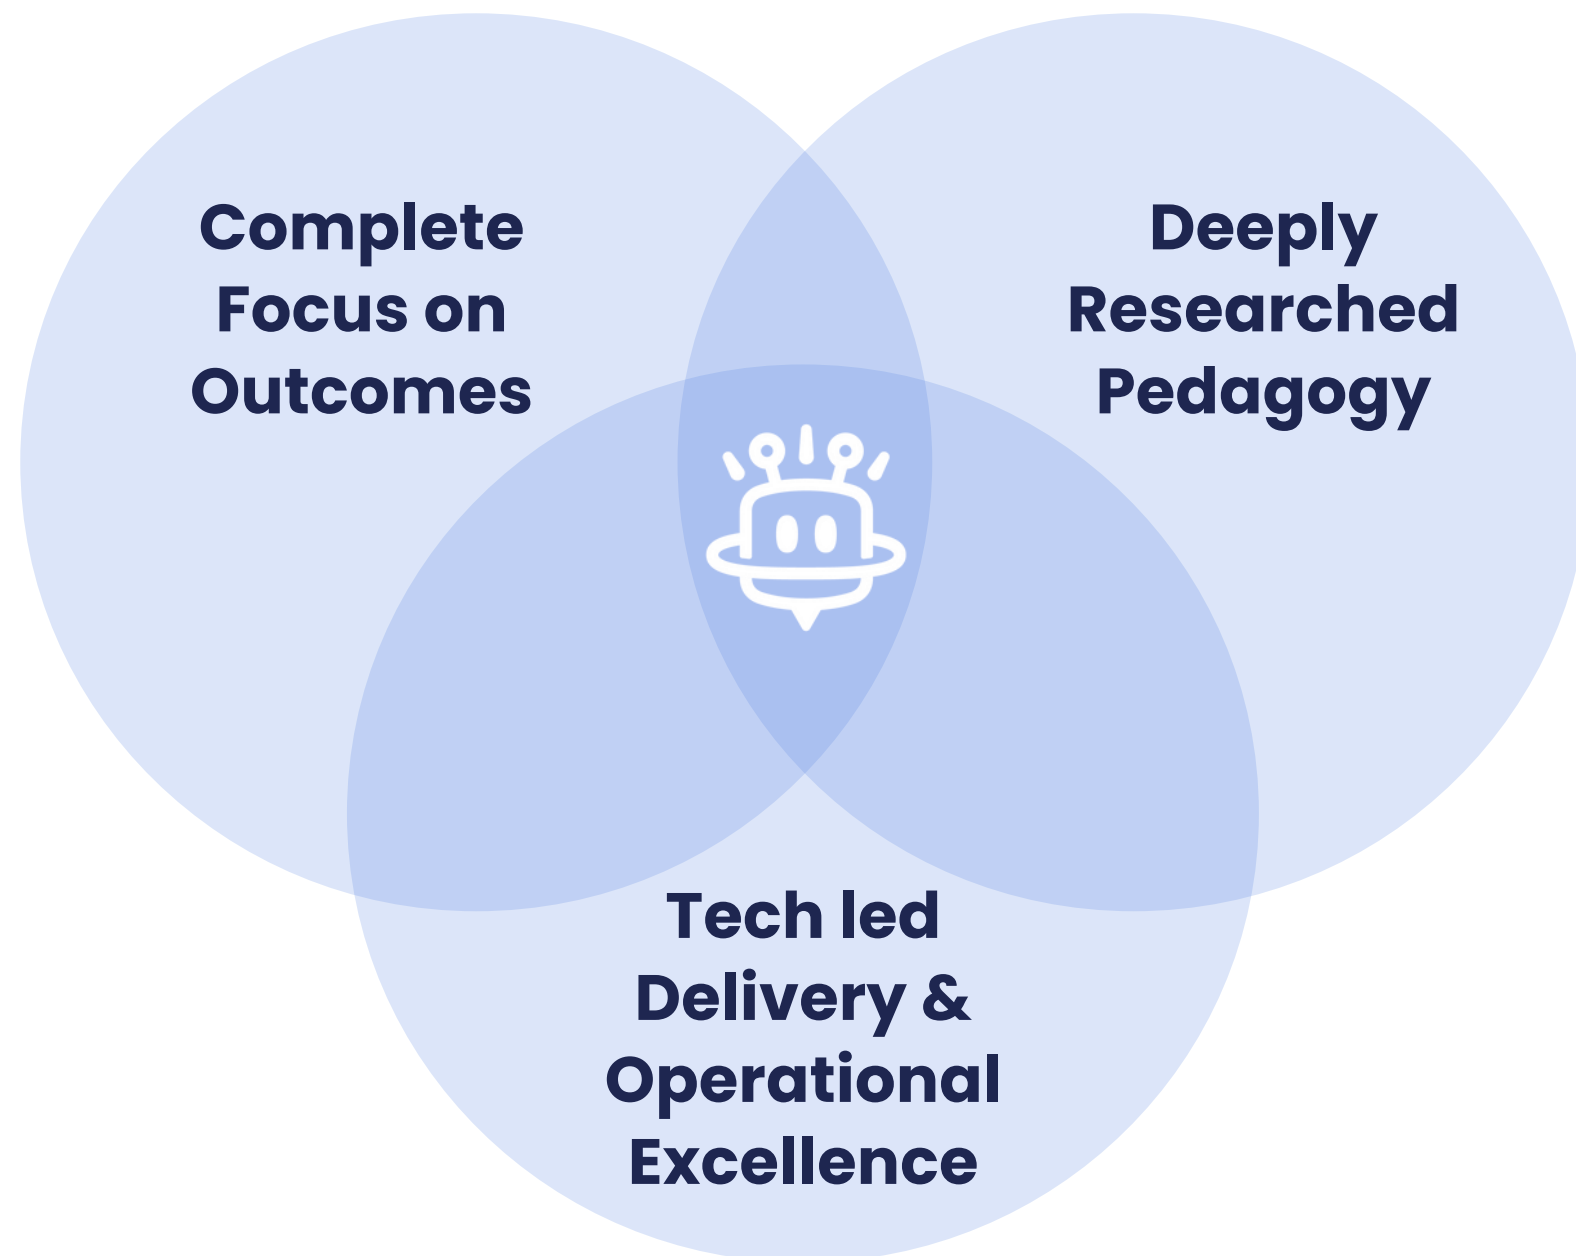 Complete
Focus on
Outcomes
Deeply
Researched
Pedagogy
Tech led
Delivery &
Operational
Excellence